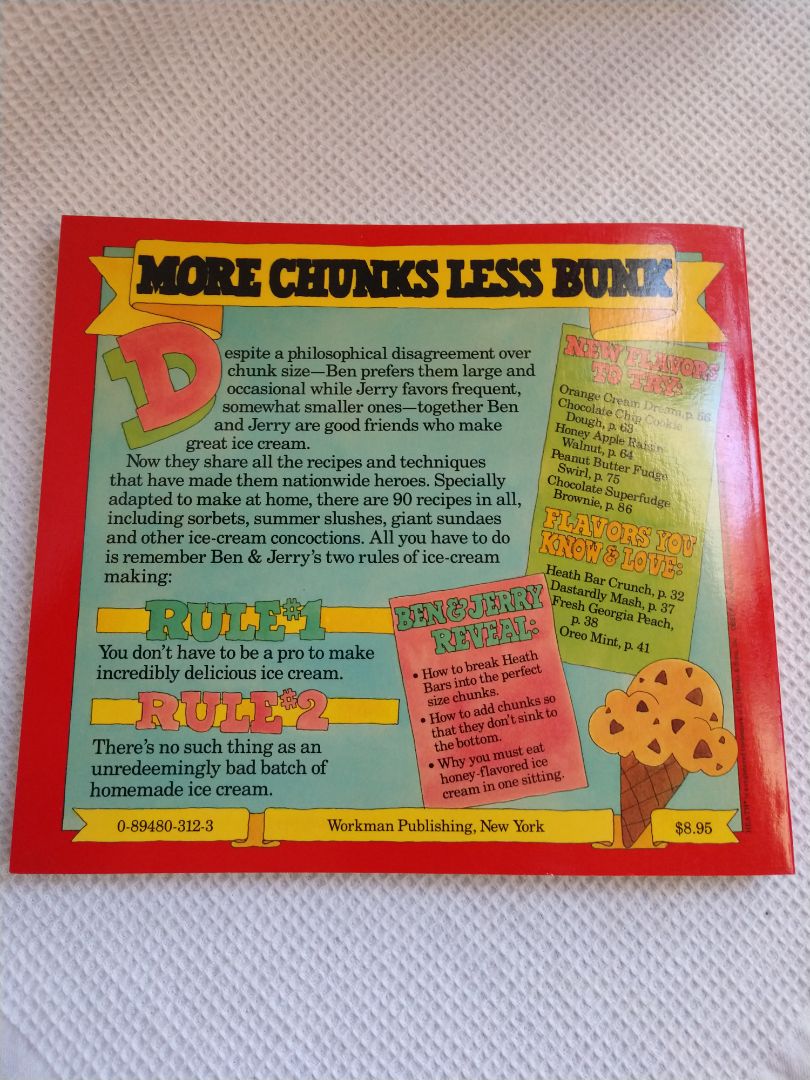 MORE CHUNKS LESS BUNK
Despite a philosophical disagreement over
chunk size—Ben prefers them large and
occasional while Jerry favors frequent,
somewhat smaller ones—together Ben
and Jerry are good friends who make
great ice cream.
Now they share all the recipes and techniques
that have made them nationwide heroes. Specially
adapted to make at home, there are 90 recipes in all,
including sorbets, summer slushes, giant sundaes
and other ice-cream concoctions. All you have to do
is remember Ben & Jerry's two rules of ice-cream
making:
RULE #1
You don't have to be a pro to make
incredibly delicious ice cream.
RULE #2
There's no such thing as an
unredeemingly bad batch of
homemade ice cream.
BEN & JERRY
REVEAL:
• How to break Heath
Bars into the perfect
size chunks.
• How to add chunks so
that they don't sink to
the bottom.
• Why you must eat
honey-flavored ice
cream in one sitting.
NEW FLAVORS
TO TRY:
Orange Cream Dream, p. 66
Chocolate Chip Cookie
Dough, p. 63
Honey Apple Raisin
Walnut, p. 64
Peanut Butter Fudge
Swirl, p. 75
Chocolate Superfudge
Brownie, p. 86
FLAVORS YOU
KNOW & LOVE:
Heath Bar Crunch, p. 32
Dastardly Mash, p. 37
Fresh Georgia Peach,
p. 38
Oreo Mint, p. 41
0-89480-312-3
Workman Publishing, New York
$8.95